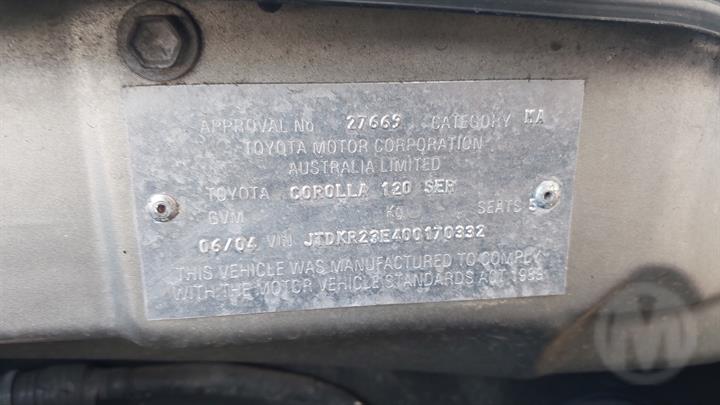 APPROVAL No 27669 CATEGORY MA
TOYOTA MOTOR CORPORATION
AUSTRALIA LIMITED
TOYOTA COROLLA 120 SER
GVM Kg SEATS 5
06/04 VIN JTDKR23E400170332
THIS VEHICLE WAS MANUFACTURED TO COMPLY
WITH THE MOTOR VEHICLE STANDARDS ACT 1989
M